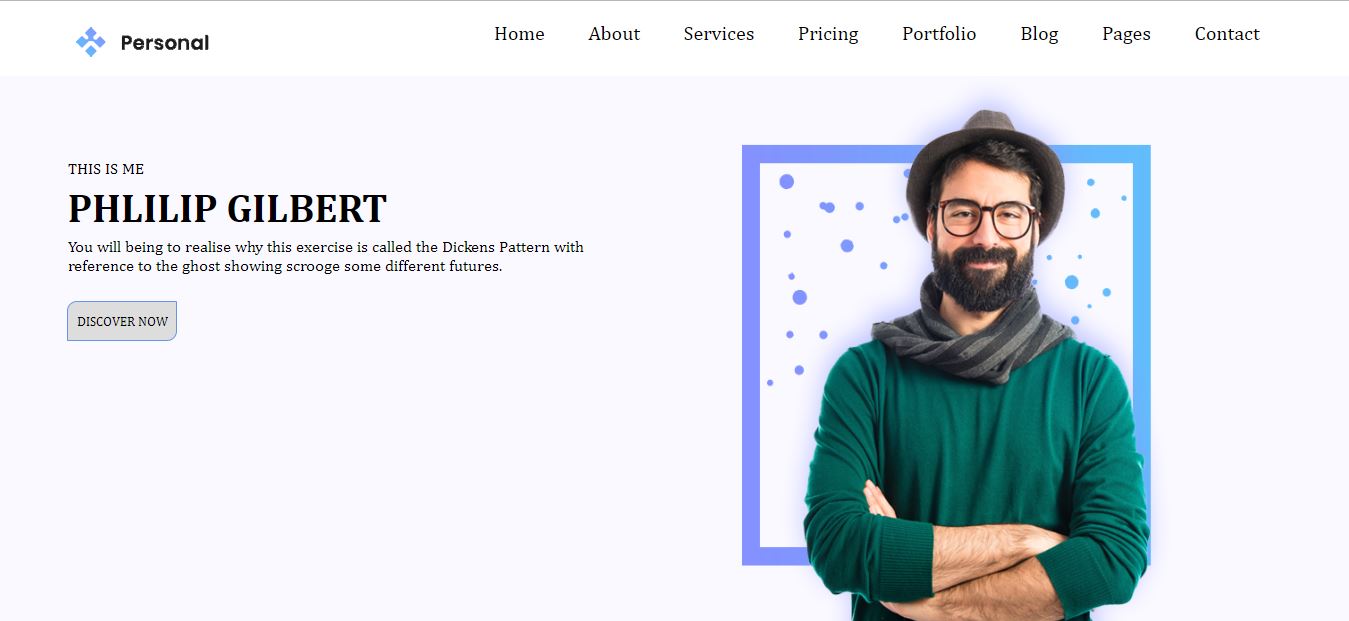 Personal
Home About Services Pricing Portfolio Blog Pages Contact
THIS IS ME
PHLILIP GILBERT
You will being to realise why this exercise is called the Dickens Pattern with
reference to the ghost showing scrooge some different futures.
DISCOVER NOW